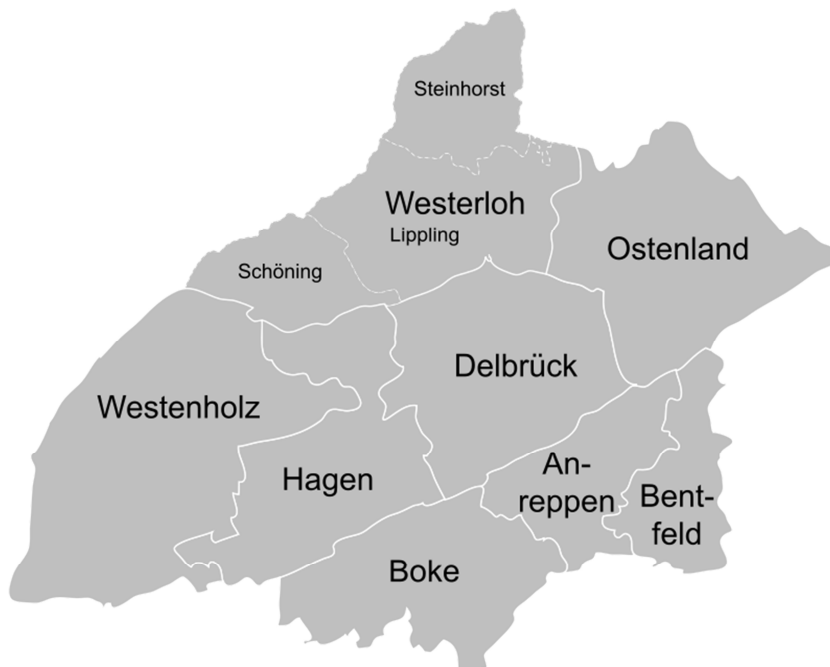 Steinhorst
Westerloh
Lippling
Ostenland
Schöning
Delbrück
Westenholz
Hagen
An-
reppen
Bent-
feld
Boke